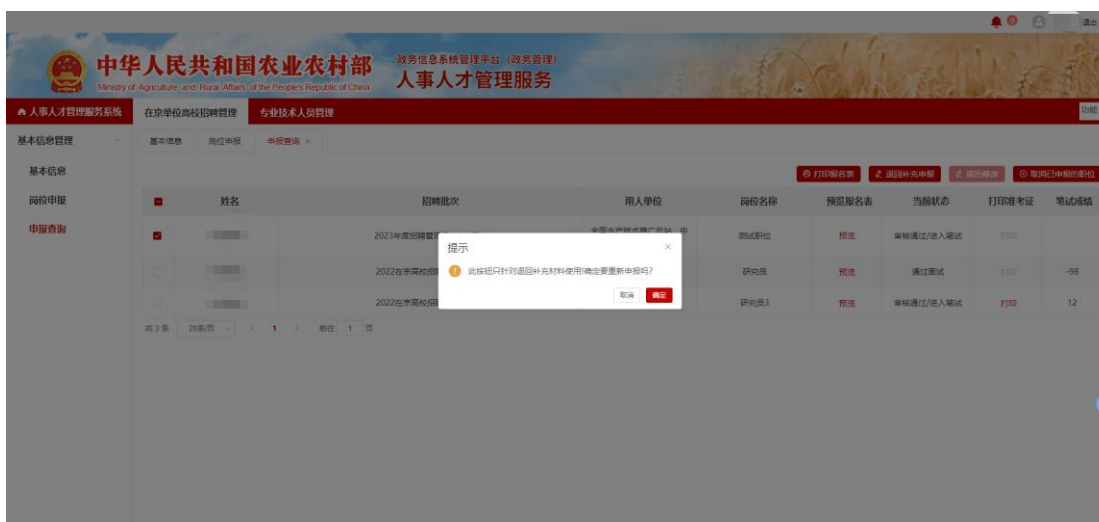 0 退出
中华人民共和国农业农村部
Ministry of Agriculture and Rural Affairs of the People's Republic of China
政务信息系统管理平台（政务管理）
人事人才管理服务
人事人才管理服务系统 在京单位高校招聘管理 专业技术人员管理 功能
基本信息管理 基本信息 岗位申报 申报查询 ×
基本信息
打印报名表 退回补充申报 简历修改 取消已申报的职位
岗位申报
姓名 招聘批次 用人单位 岗位名称 预览报名表 当前状态 打印准考证 笔试成绩
申报查询
2023年度招聘 测试职位 预览 审核通过/进入笔试 打印
2022在京高校招 研究员 预览 通过面试 打印 -98
2022在京高校招 研究员3 预览 审核通过/进入笔试 打印 12
提示 ×
此按钮只针对退回补充材料使用!确定要重新申报吗?
取消 确定
共 3 条 20条/页 < 1 > 前往 1 页